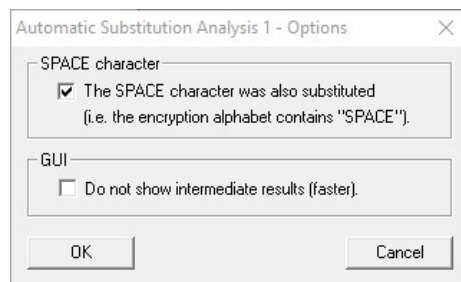 Automatic Substitution Analysis 1 - Options
SPACE character
The SPACE character was also substituted
(i.e. the encryption alphabet contains "SPACE").
GUI
Do not show intermediate results (faster).
OK
Cancel